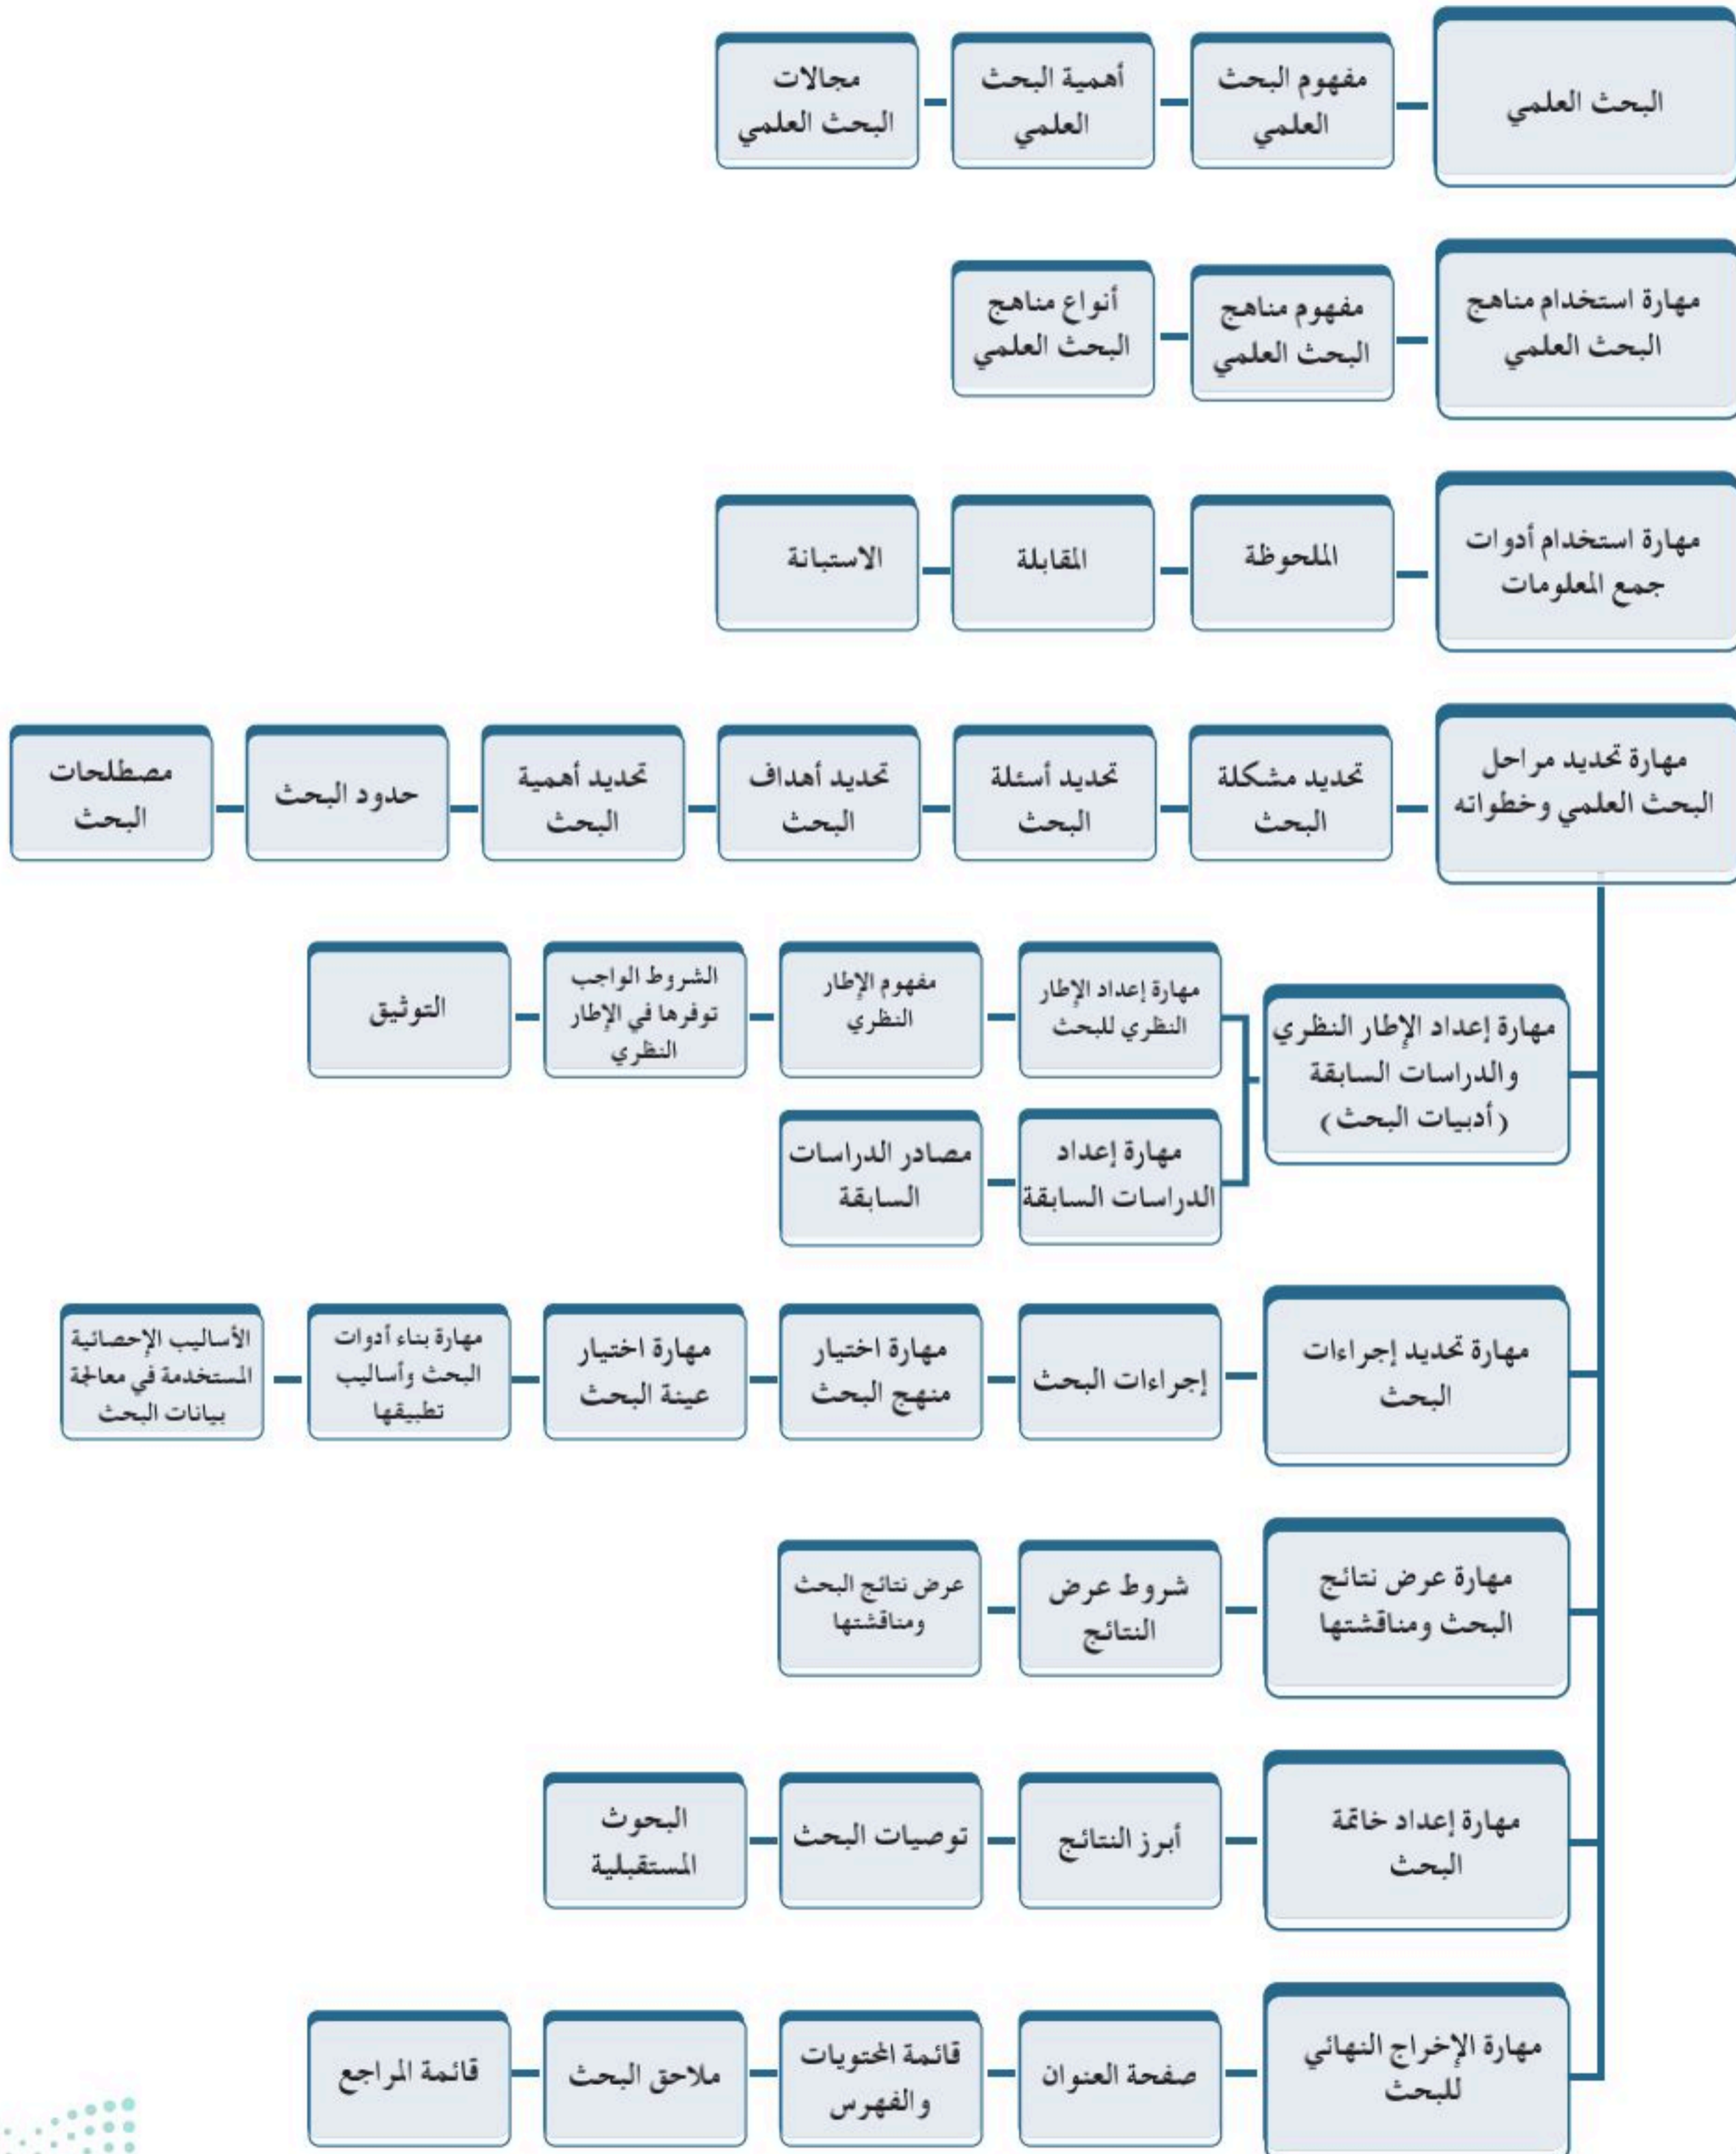 البحث العلمي
مفهوم البحث
العلمي
أهمية البحث
العلمي
مجالات
البحث العلمي
مهارة استخدام مناهج
البحث العلمي
مفهوم مناهج
البحث العلمي
أنواع مناهج
البحث العلمي
مهارة استخدام أدوات
جمع المعلومات
الملحوظة
المقابلة
الاستبانة
مهارة تحديد مراحل
البحث العلمي وخطواته
تحديد مشكلة
البحث
تحديد أسئلة
البحث
تحديد أهداف
البحث
تحديد أهمية
البحث
حدود البحث
مصطلحات
البحث
مهارة إعداد الإطار النظري
والدراسات السابقة
(أدبيات البحث)
مهارة إعداد الإطار
النظري للبحث
مفهوم الإطار
النظري
الشروط الواجب
توفرها في الإطار
النظري
التوثيق
مهارة إعداد
الدراسات السابقة
مصادر الدراسات
السابقة
مهارة تحديد إجراءات
البحث
إجراءات البحث
مهارة اختيار
منهج البحث
مهارة اختيار
عينة البحث
مهارة بناء أدوات
البحث وأساليب
تطبيقها
الأساليب الإحصائية
المستخدمة في معالجة
بيانات البحث
مهارة عرض نتائج
البحث ومناقشتها
شروط عرض
النتائج
عرض نتائج البحث
ومناقشتها
مهارة إعداد خاتمة
البحث
أبرز النتائج
توصيات البحث
البحوث
المستقبلية
مهارة الإخراج النهائي
للبحث
صفحة العنوان
قائمة المحتويات
والفهرس
ملاحق البحث
قائمة المراجع